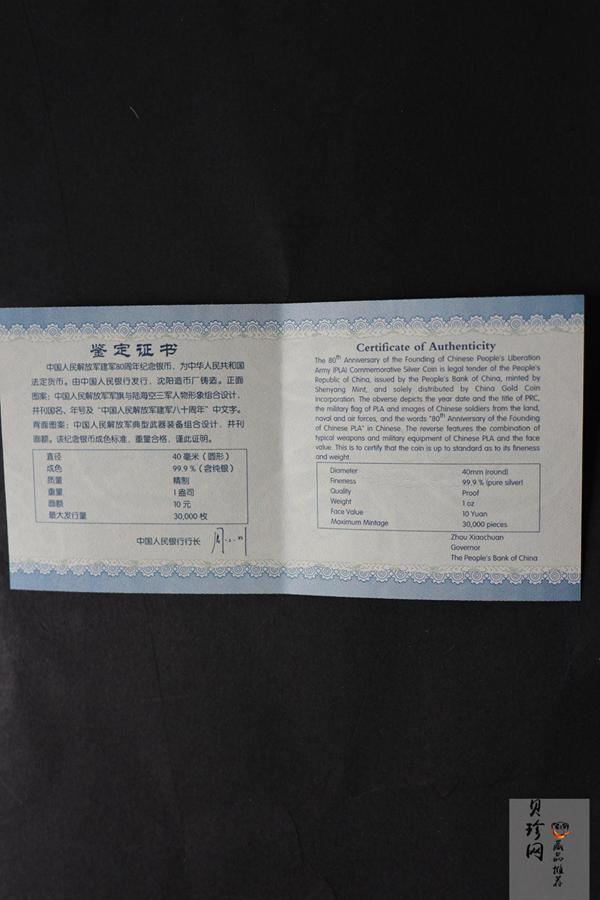 鉴定证书
中国人民解放军建军80周年纪念银币，为中华人民共和国
法定货币。由中国人民银行发行，沈阳造币厂铸造。正面
图案：中国人民解放军军旗与陆海空三军人物形象组合设计，
并刊国名、年号及“中国人民解放军建军八十周年”中文字。
背面图案：中国人民解放军典型武器装备组合设计，并刊
面额。该纪念银币成色标准，重量合格，谨此证明。
直径 40 毫米（圆形）
成色 99.9 %（含纯银）
质量 精制
重量 1 盎司
面额 10 元
最大发行量 30,000 枚
中国人民银行行长
Certificate of Authenticity
The 80th Anniversary of the Founding of Chinese People's Liberation
Army (PLA) Commemorative Silver Coin is legal tender of the People's
Republic of China, issued by the People's Bank of China, minted by
Shenyang Mint, and solely distributed by China Gold Coin
Incorporation. The obverse depicts the year date and the title of PRC,
the military flag of PLA and images of Chinese soldiers from the land,
naval and air forces, and the words "80th Anniversary of the Founding
of Chinese PLA" in Chinese. The reverse features the combination of
typical weapons and military equipment of Chinese PLA and the face
value. This is to certify that the coin is up to standard as to its fineness
and weight.
Diameter 40mm (round)
Fineness 99.9 % (pure silver)
Quality Proof
Weight 1 oz
Face Value 10 Yuan
Maximum Mintage 30,000 pieces
Zhou Xiaochuan
Governor
The People's Bank of China
贝珍网
藏品推荐